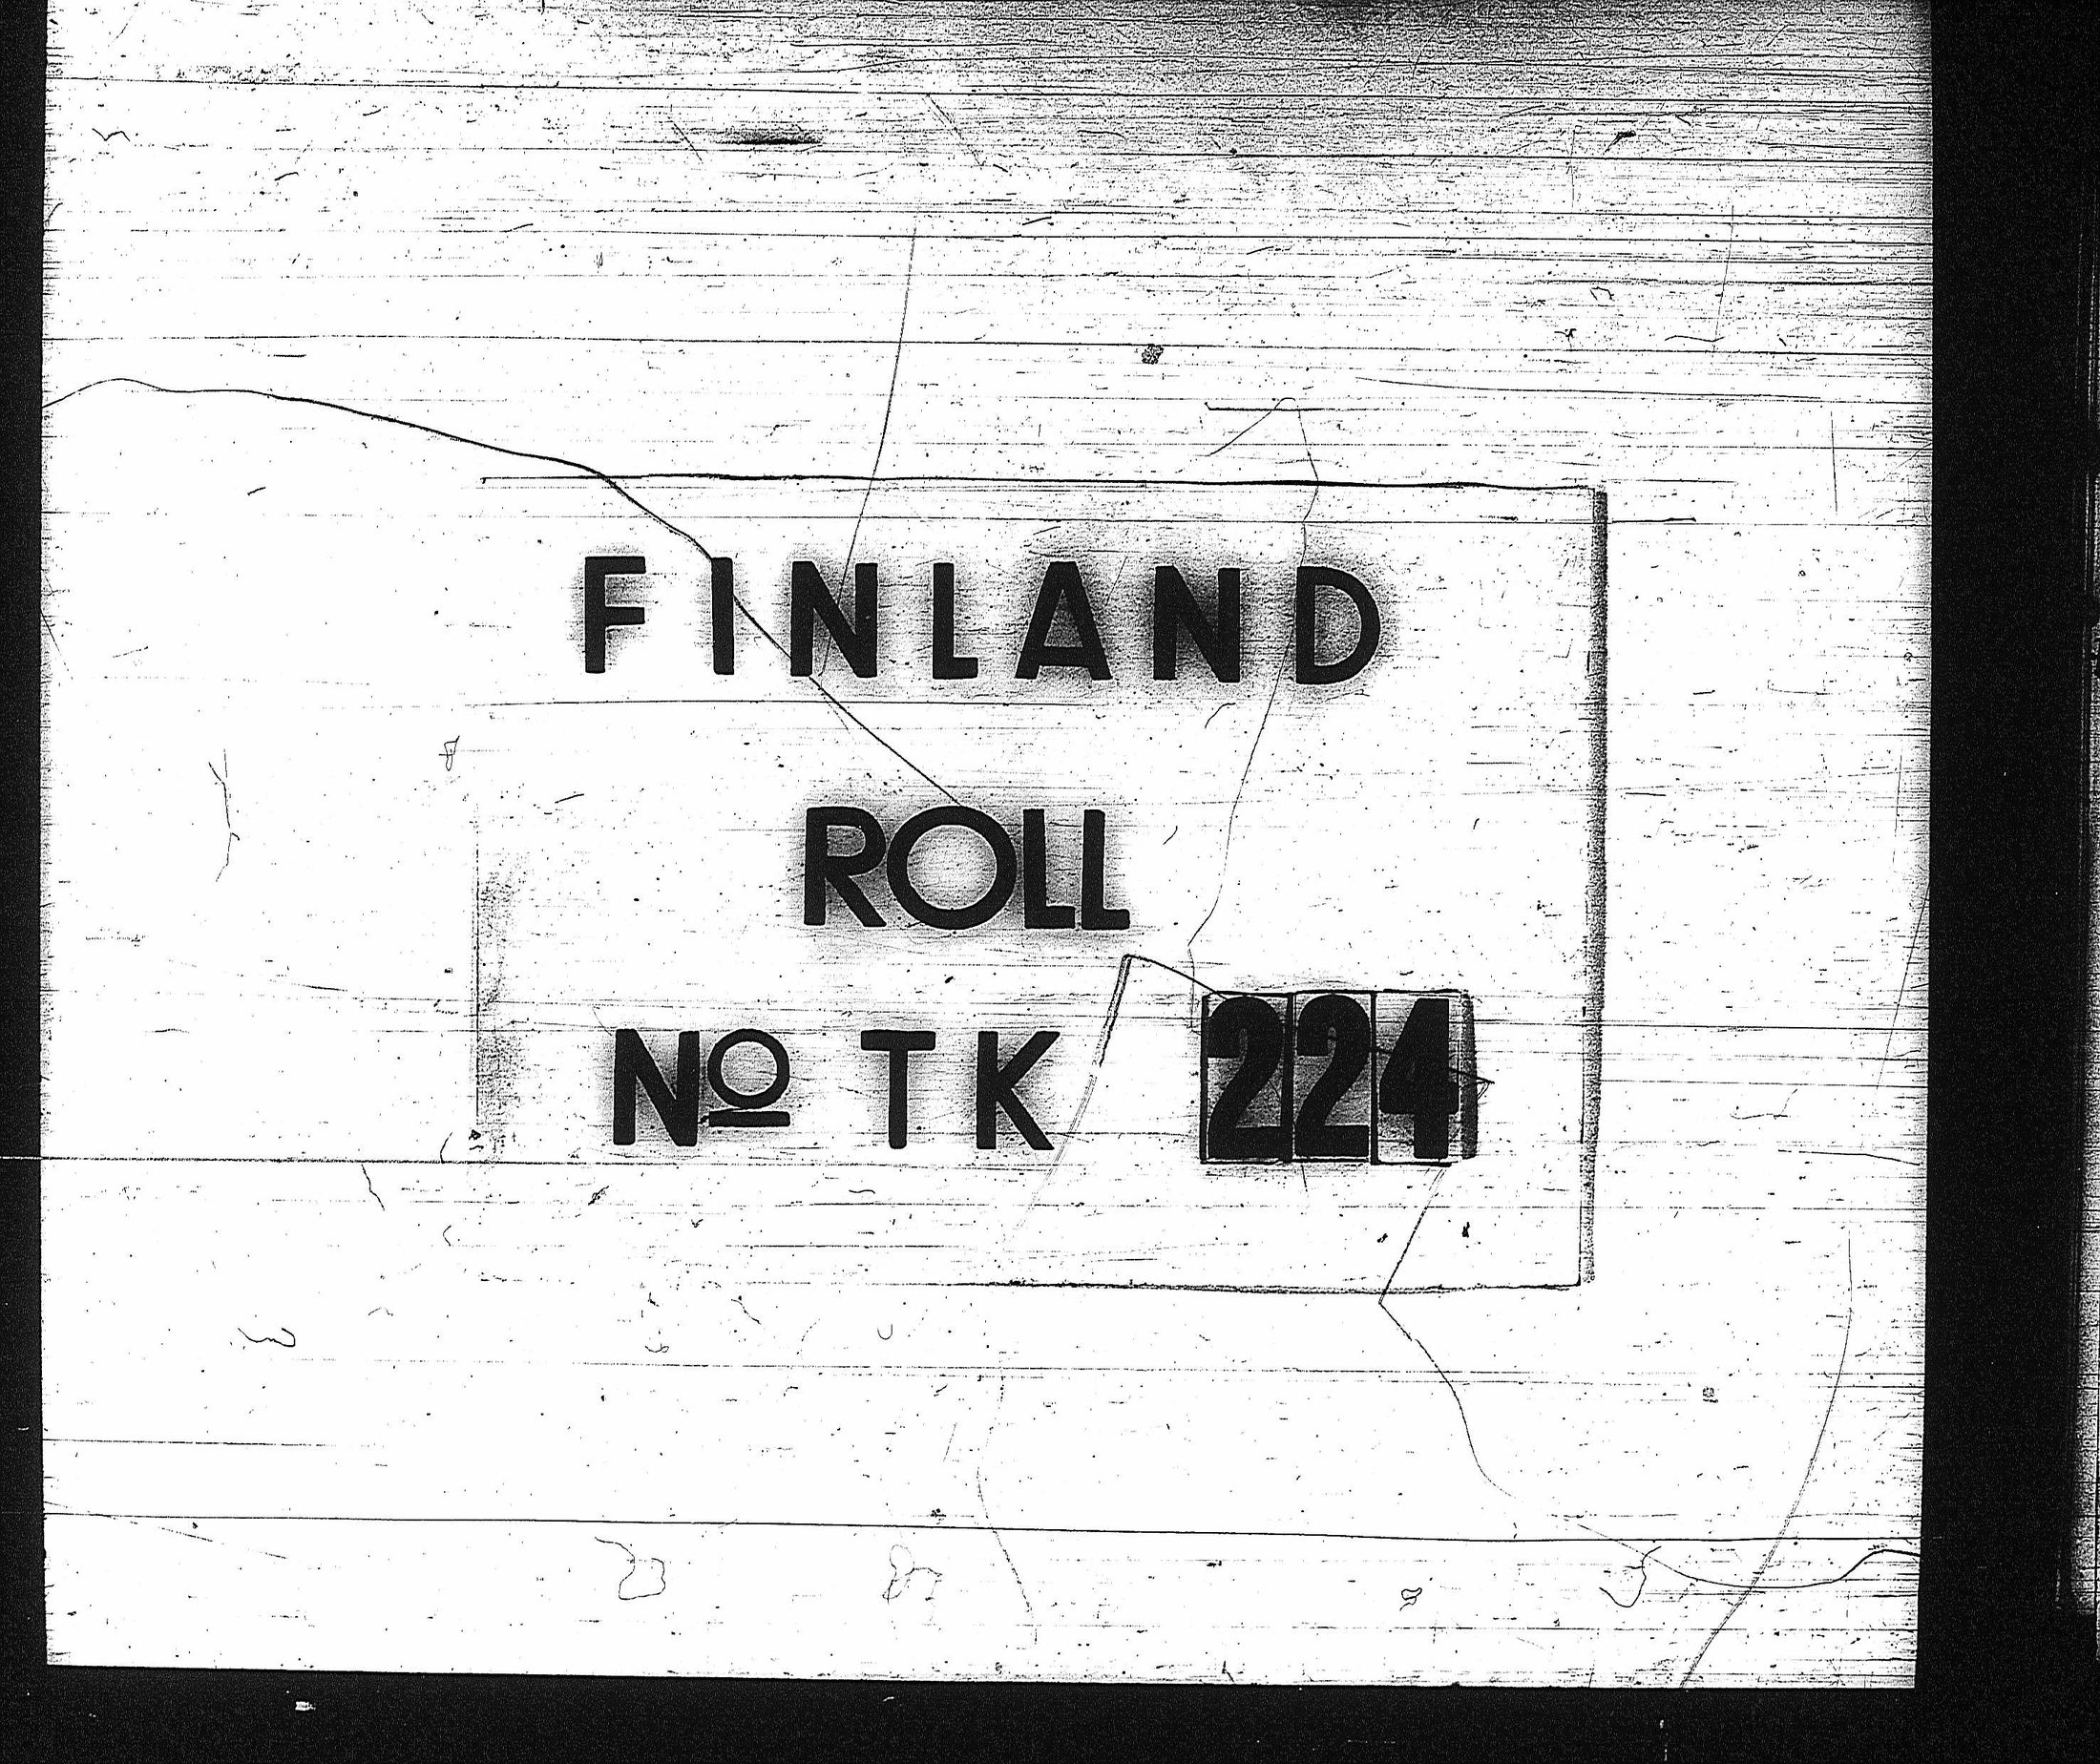 FINLAND
ROLL
Nº TK 224